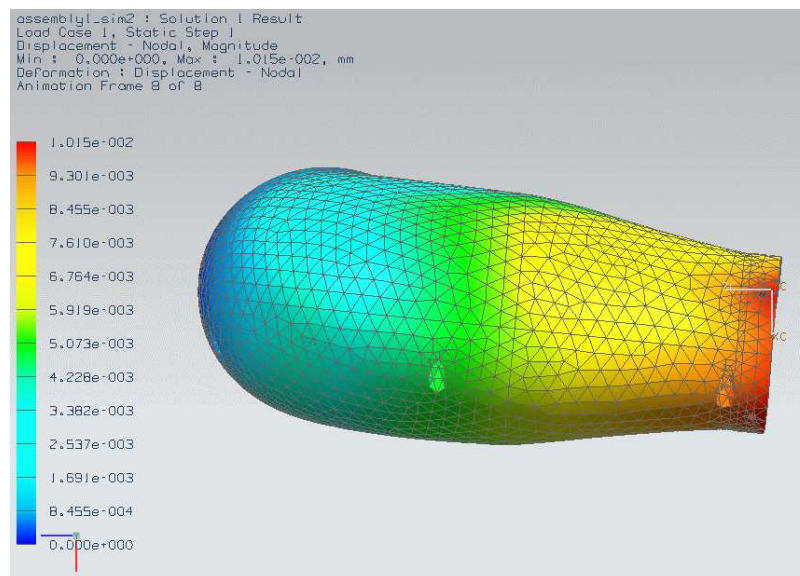 assembly1_sim2 : Solution 1 Result
Load Case 1, Static Step 1
Displacement - Nodal, Magnitude
Min : 0.000e+000, Max : 1.015e-002, mm
Deformation : Displacement - Nodal
Animation Frame 8 of 8
1.015e-002
9.301e-003
8.455e-003
7.610e-003
6.764e-003
5.919e-003
5.073e-003
4.228e-003
3.382e-003
2.537e-003
1.691e-003
8.455e-004
0.000e+000